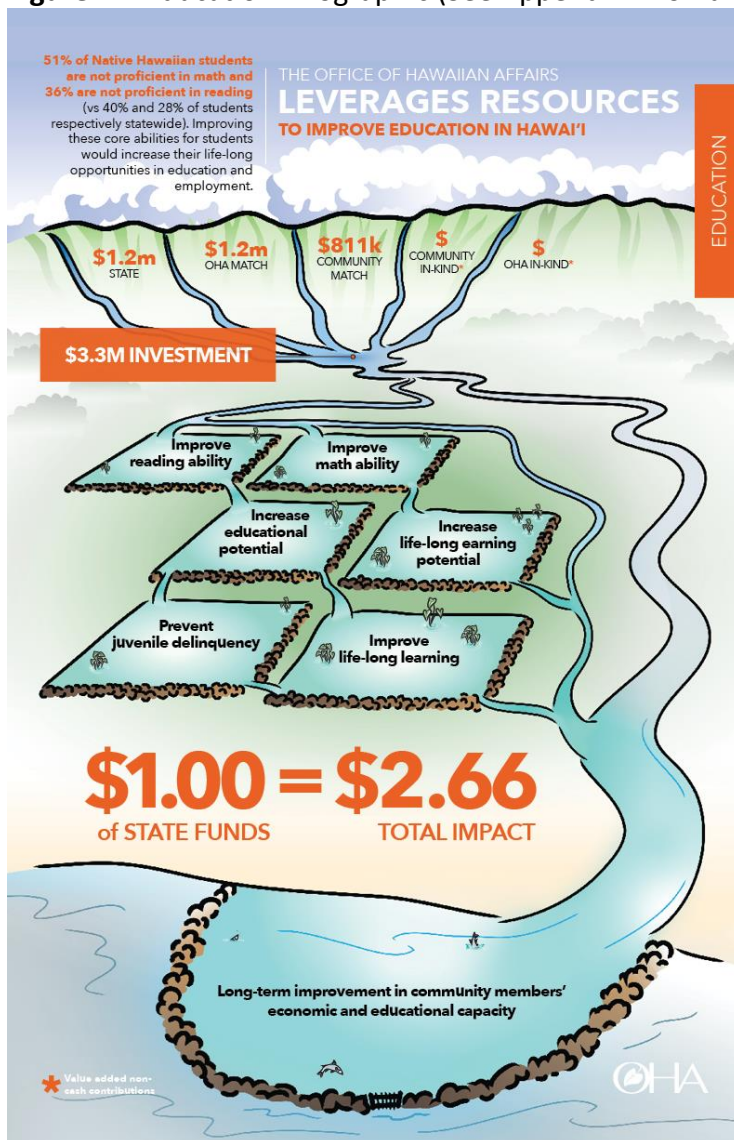 51% of Native Hawaiian students
are not proficient in math and
36% are not proficient in reading
(vs 40% and 28% of students
respectively statewide). Improving
these core abilities for students
would increase their life-long
opportunities in education and
employment.
THE OFFICE OF HAWAIIAN AFFAIRS
LEVERAGES RESOURCES
TO IMPROVE EDUCATION IN HAWAI‘I
EDUCATION
$1.2m
STATE
$1.2m
OHA MATCH
$811k
COMMUNITY
MATCH
$
COMMUNITY
IN-KIND*
$
OHA IN-KIND*
$3.3M INVESTMENT
Improve
reading ability
Improve
math ability
Increase
educational
potential
Increase
life-long earning
potential
Prevent
juvenile delinquency
Improve
life-long learning
$1.00 = $2.66
of STATE FUNDS TOTAL IMPACT
Long-term improvement in community members’
economic and educational capacity
* Value added non-
cash contributions
OHA